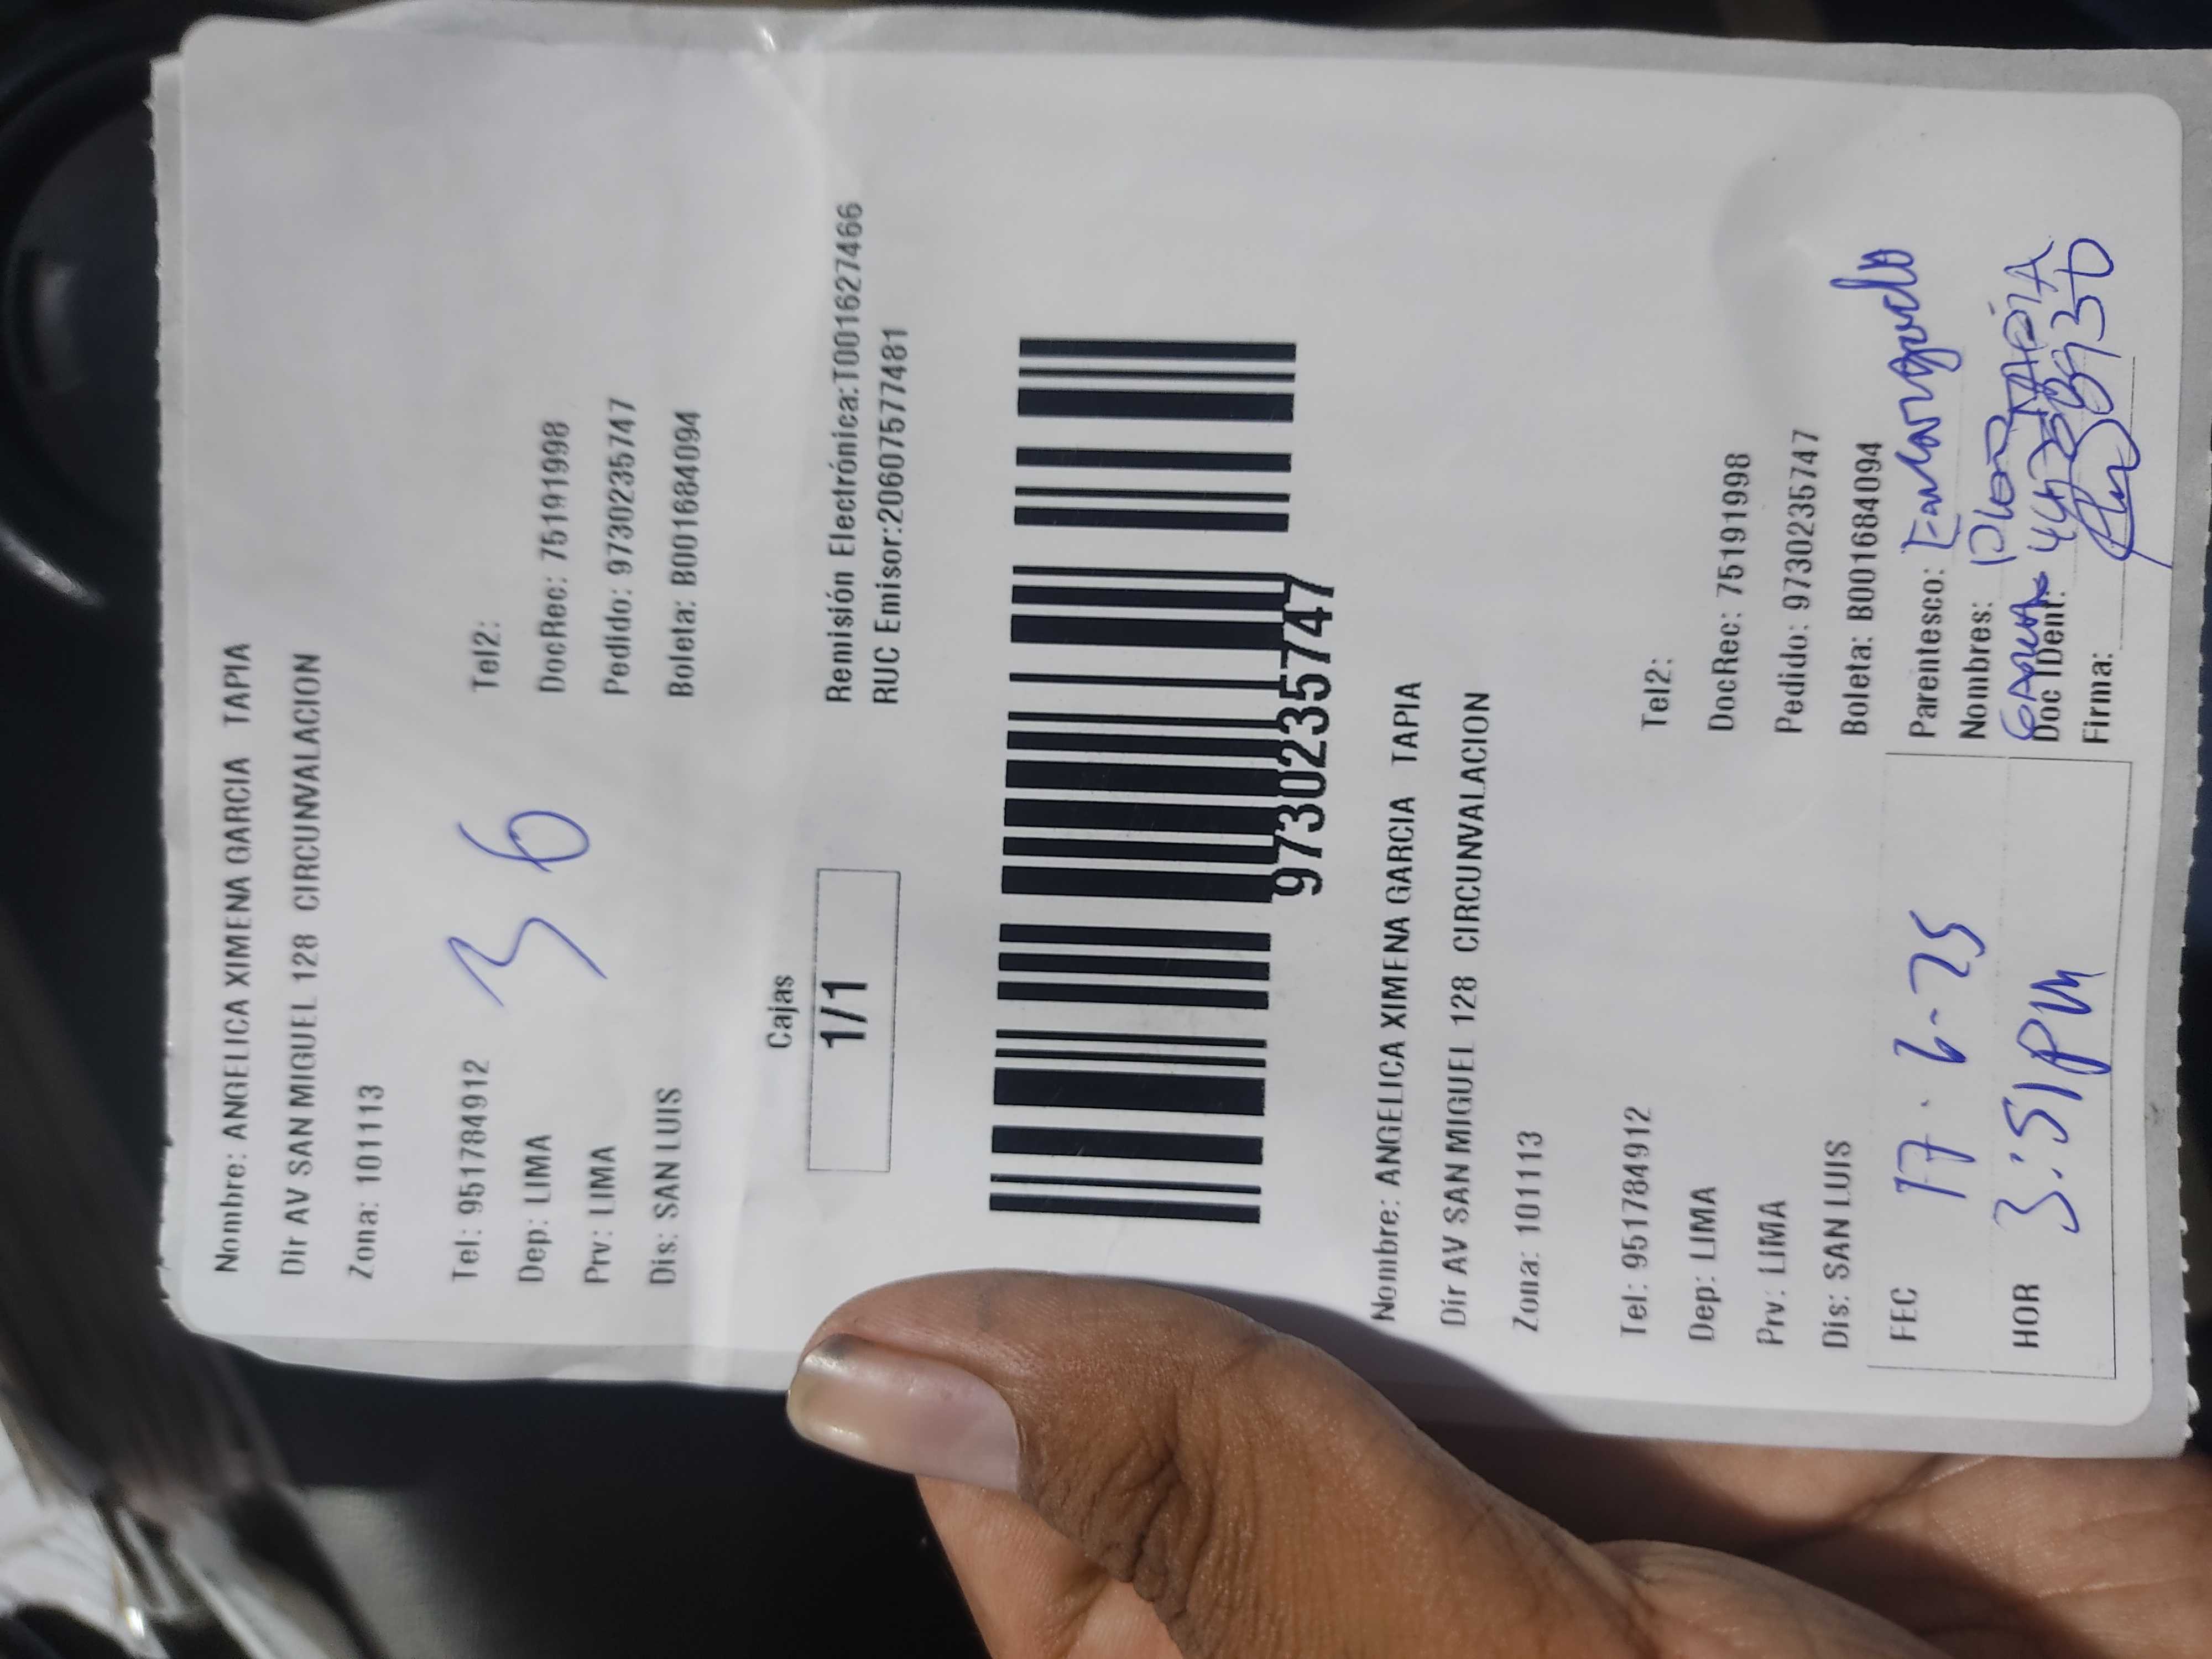 Nombre: ANGELICA XIMENA GARCIA TAPIA
Dir AV SAN MIGUEL 128 CIRCUNVALACION
Zona: 101113
Tel: 951784912 Tel2:
36
Dep: LIMA DocRec: 75191998
Prv: LIMA Pedido: 9730235747
Dis: SAN LUIS Boleta: B001684094
Cajas
1/1
Remisión Electrónica:T001627466
RUC Emisor:20607577481
9730235747
Nombre: ANGELICA XIMENA GARCIA TAPIA
Dir AV SAN MIGUEL 128 CIRCUNVALACION
Zona: 101113
Tel: 951784912 Tel2:
Dep: LIMA DocRec: 75191998
Prv: LIMA Pedido: 9730235747
Dis: SAN LUIS Boleta: B001684094
FEC 17.6-25
Parentesco: Encargado
Nombres:
TAPIA
HOR 3:51PM
Doc Ident:
Firma: